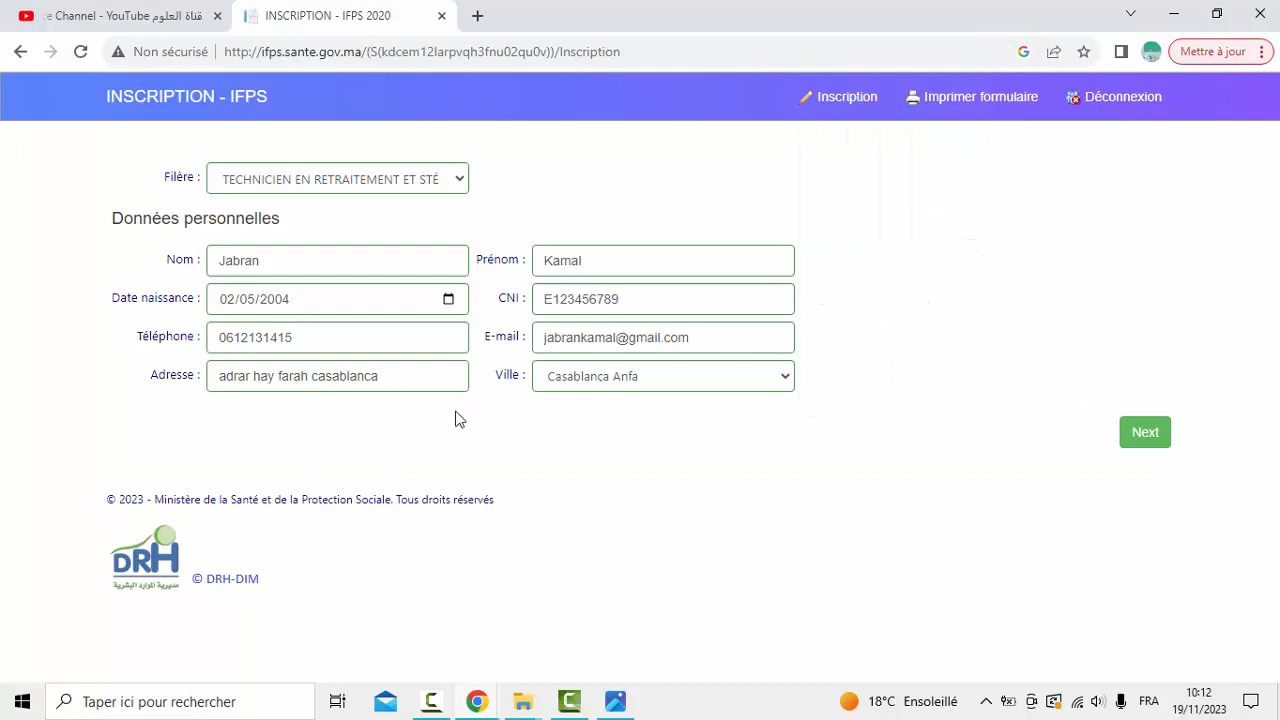 ce Channel - YouTube قناة العلوم
INSCRIPTION - IFPS 2020
Non sécurisé
http://ifps.sante.gov.ma/(S(kdcem12larpvqh3fnu02qu0v))/Inscription
Mettre à jour
INSCRIPTION - IFPS
Inscription
Imprimer formulaire
Déconnexion
Filère : TECHNICIEN EN RETRAITEMENT ET STÉ
Données personnelles
Nom : Jabran
Prénom : Kamal
Date naissance : 02/05/2004
CNI : E123456789
Téléphone : 0612131415
E-mail : jabrankamal@gmail.com
Adresse : adrar hay farah casablanca
Ville : Casablanca Anfa
Next
© 2023 - Ministère de la Santé et de la Protection Sociale. Tous droits réservés
DRH
مديرية الموارد البشرية
© DRH-DIM
Taper ici pour rechercher
18°C Ensoleillé
FRA
10:12
19/11/2023